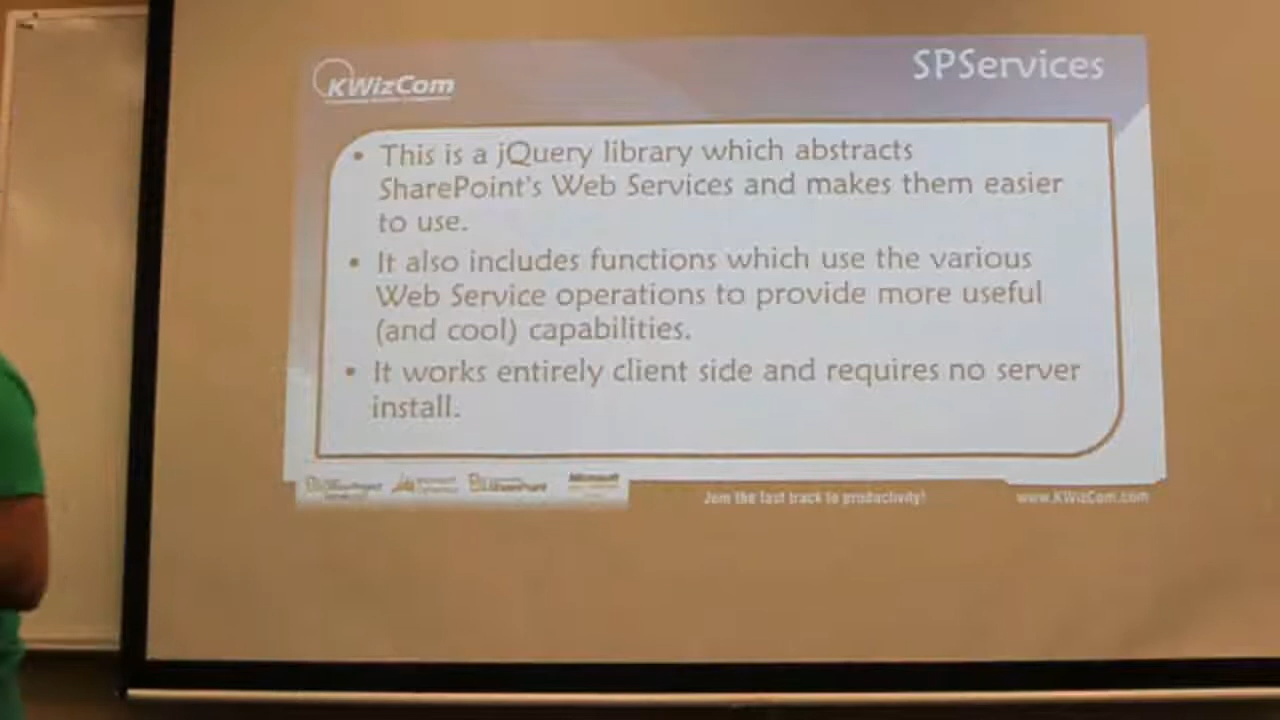 KWizCom
SPServices
• This is a jQuery library which abstracts
SharePoint's Web Services and makes them easier
to use.
• It also includes functions which use the various
Web Service operations to provide more useful
(and cool) capabilities.
• It works entirely client side and requires no server
install.
Microsoft
Join the fast track to productivity!
www.KWizCom.com